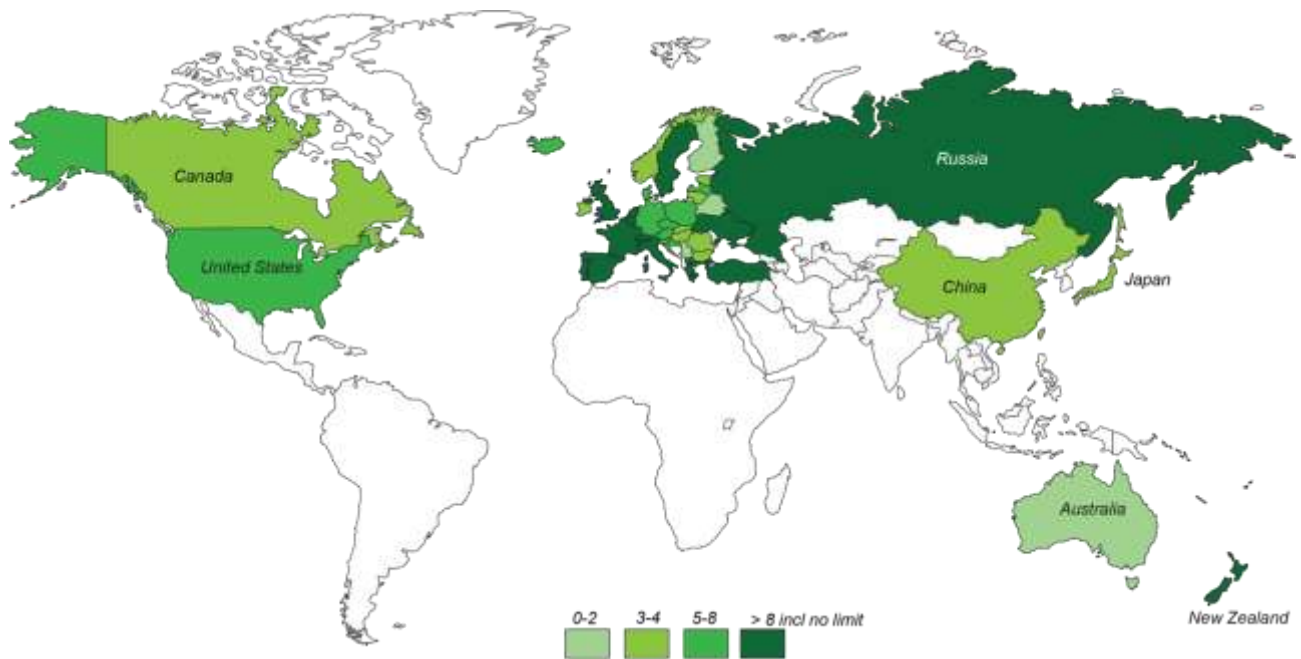 Canada
Russia
United States
China
Japan
Australia
New Zealand
0-2 3-4 5-8 > 8 incl no limit